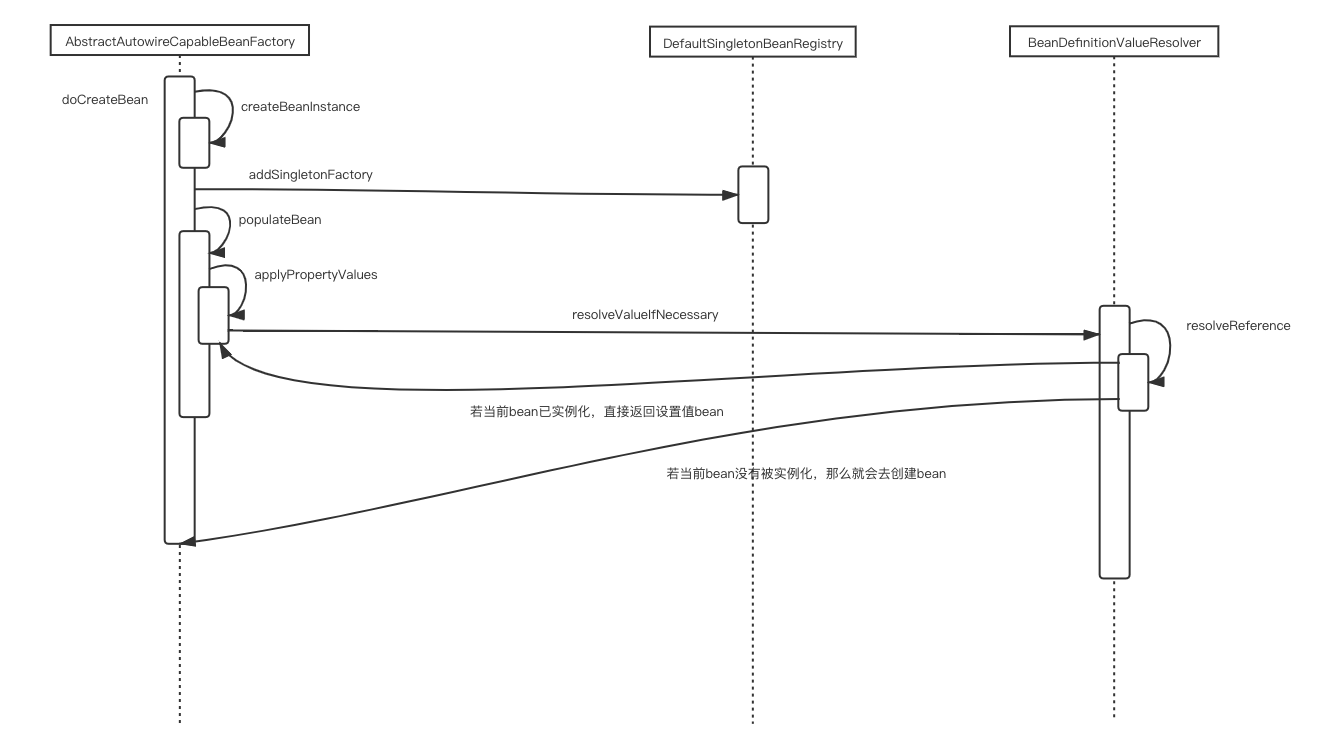 AbstractAutowireCapableBeanFactory
DefaultSingletonBeanRegistry
BeanDefinitionValueResolver
doCreateBean
createBeanInstance
addSingletonFactory
populateBean
applyPropertyValues
resolveValueIfNecessary
resolveReference
若当前bean已实例化，直接返回设置值bean
若当前bean没有被实例化，那么就会去创建bean